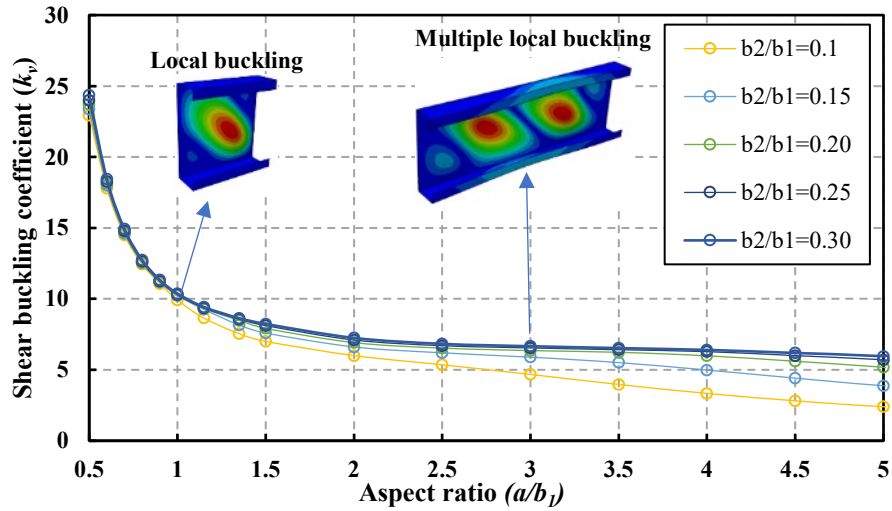 Shear buckling coefficient (kv)
30
25
20
15
10
5
0
Local buckling
Multiple local buckling
b2/b1=0.1
b2/b1=0.15
b2/b1=0.20
b2/b1=0.25
b2/b1=0.30
0.5 1 1.5 2 2.5 3 3.5 4 4.5 5
Aspect ratio (a/b1)